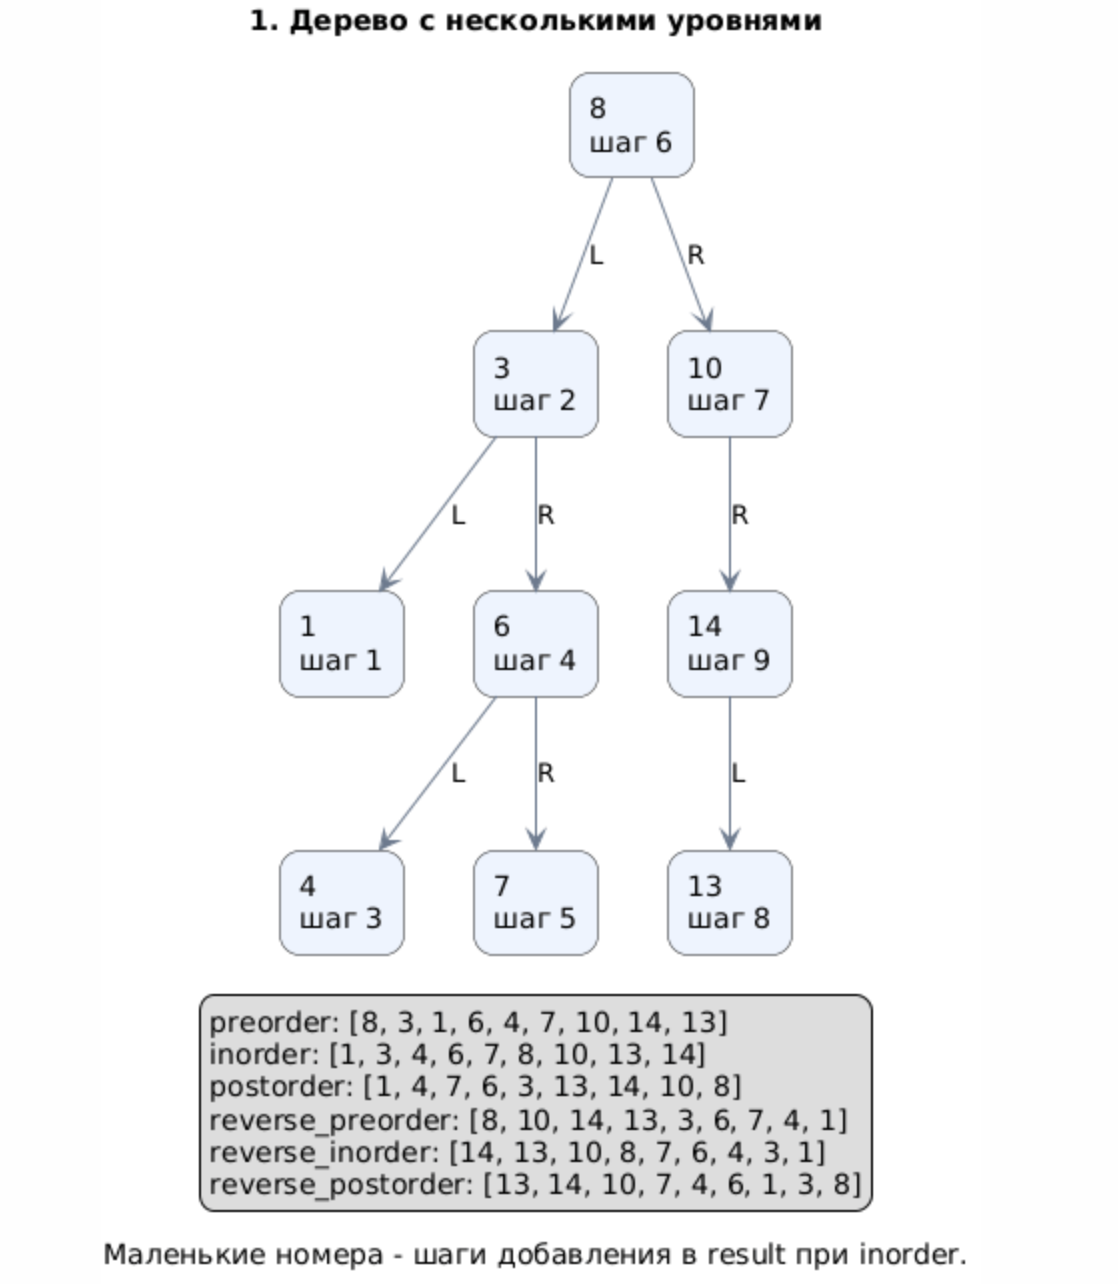 1. Дерево с несколькими уровнями
8
шаг 6
L
R
3
шаг 2
10
шаг 7
L
R
R
1
шаг 1
6
шаг 4
14
шаг 9
L
R
L
4
шаг 3
7
шаг 5
13
шаг 8
preorder: [8, 3, 1, 6, 4, 7, 10, 14, 13]
inorder: [1, 3, 4, 6, 7, 8, 10, 13, 14]
postorder: [1, 4, 7, 6, 3, 13, 14, 10, 8]
reverse_preorder: [8, 10, 14, 13, 3, 6, 7, 4, 1]
reverse_inorder: [14, 13, 10, 8, 7, 6, 4, 3, 1]
reverse_postorder: [13, 14, 10, 7, 4, 6, 1, 3, 8]
Маленькие номера - шаги добавления в result при inorder.